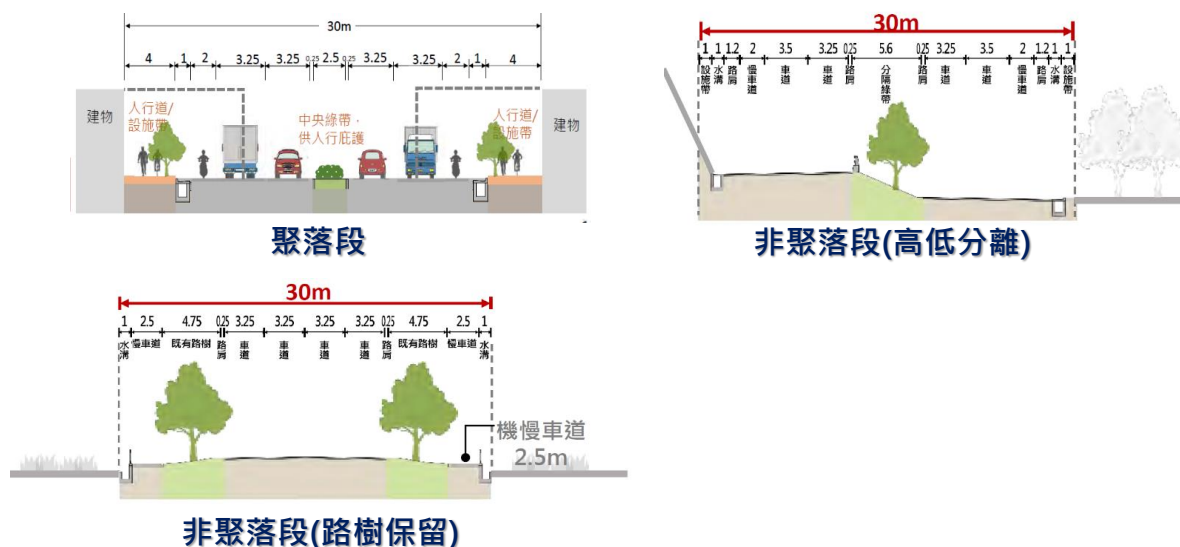 30m
4 1 2 3.25 3.25 0.25 2.5 0.25 3.25 3.25 2 1 4
建物
人行道/
設施帶
中央綠帶，
供人行庇護
人行道/
設施帶
建物
聚落段
30m
1 1 1.2 2 3.5 3.25 0.25 5.6 0.25 3.25 3.5 2 1.2 1 1
設施帶 水溝 路肩 慢車道 車道 車道 路肩 分隔綠帶 路肩 車道 車道 慢車道 路肩 水溝 設施帶
非聚落段(高低分離)
30m
1 2.5 4.75 0.25 3.25 3.25 3.25 3.25 0.25 4.75 2.5 1
水溝 慢車道 既有路樹 路肩 車道 車道 車道 車道 路肩 既有路樹 慢車道 水溝
機慢車道
2.5m
非聚落段(路樹保留)